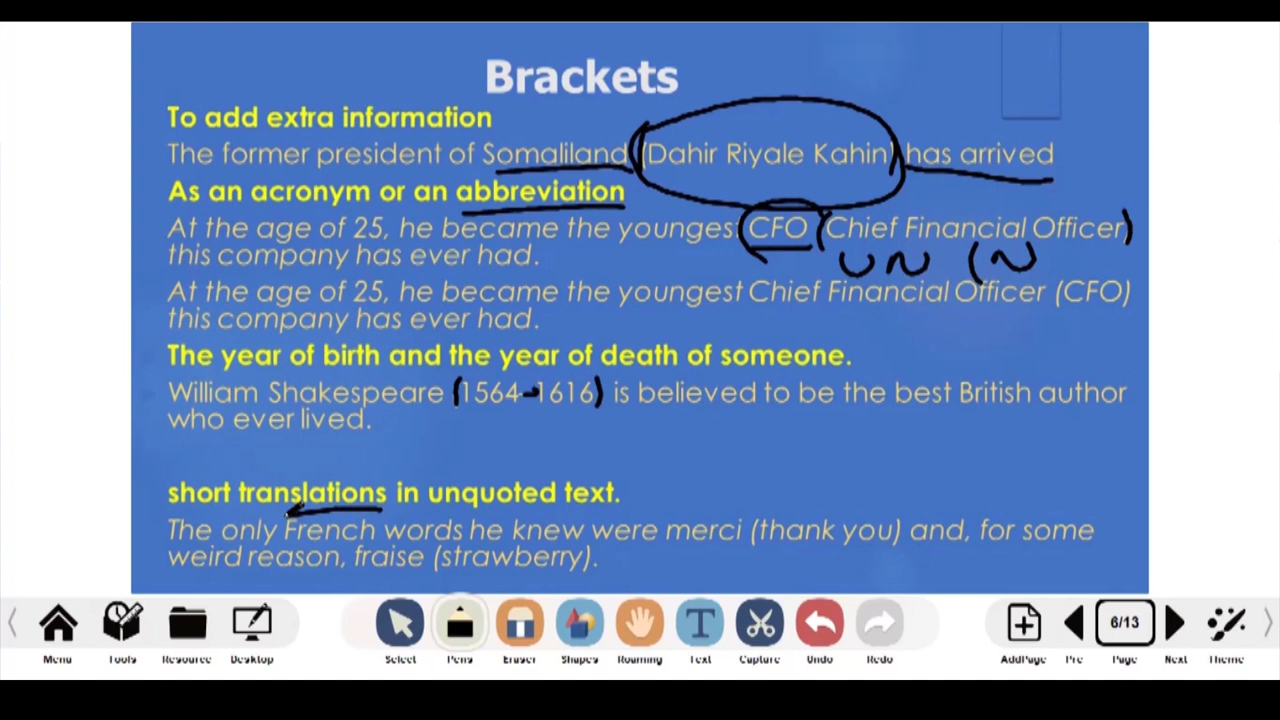 Brackets
To add extra information
The former president of Somaliland (Dahir Riyale Kahin) has arrived
As an acronym or an abbreviation
At the age of 25, he became the youngest CFO (Chief Financial Officer)
this company has ever had.
UN (N
At the age of 25, he became the youngest Chief Financial Officer (CFO)
this company has ever had.
The year of birth and the year of death of someone.
William Shakespeare (1564-1616) is believed to be the best British author
who ever lived.
short translations in unquoted text.
The only French words he knew were merci (thank you) and, for some
weird reason, fraise (strawberry).
6/13
Menu Tools Resource Desktop Select Pens Eraser Shapes Roaming Text Capture Undo Redo AddPage Pre Page Next Theme